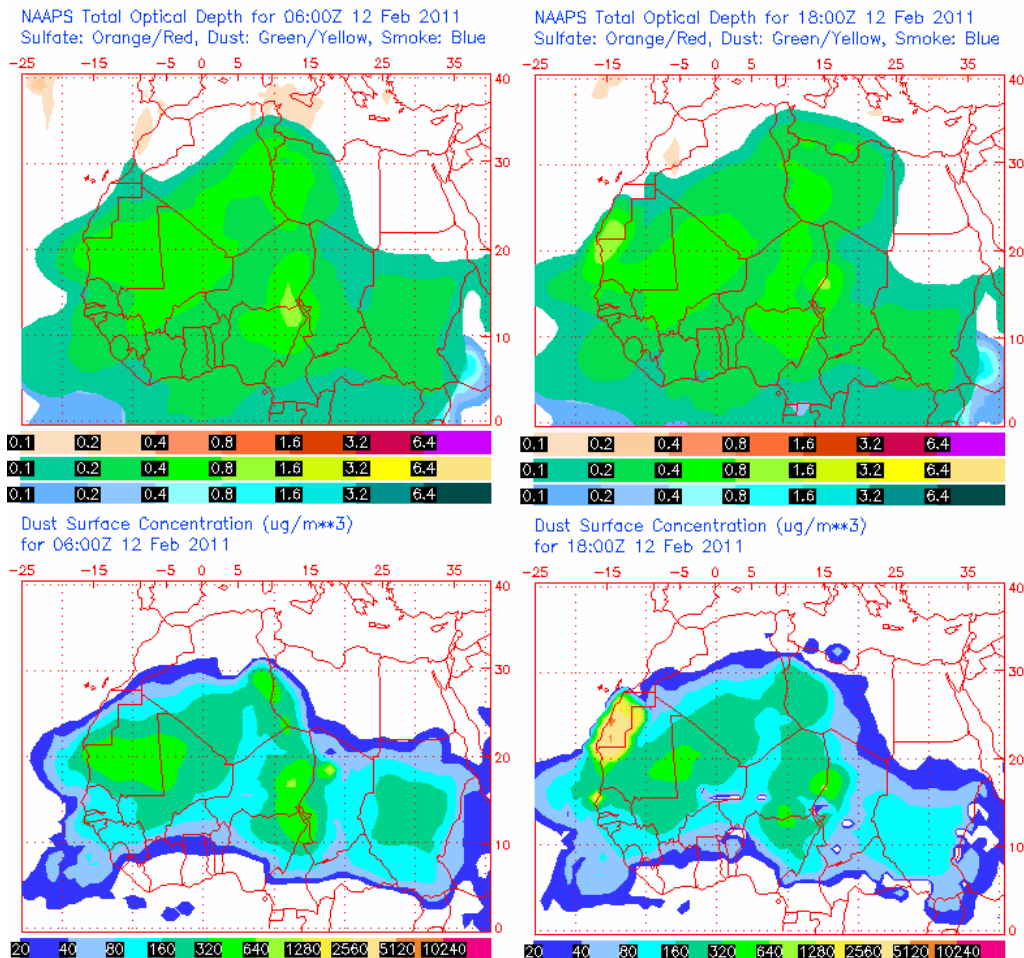 NAAPS Total Optical Depth for 06:00Z 12 Feb 2011
Sulfate: Orange/Red, Dust: Green/Yellow, Smoke: Blue
-25 -15 -5 0 5 15 25 35
40
30
20
10
0
0.1 0.2 0.4 0.8 1.6 3.2 6.4
0.1 0.2 0.4 0.8 1.6 3.2 6.4
0.1 0.2 0.4 0.8 1.6 3.2 6.4
NAAPS Total Optical Depth for 18:00Z 12 Feb 2011
Sulfate: Orange/Red, Dust: Green/Yellow, Smoke: Blue
-25 -15 -5 0 5 15 25 35
40
30
20
10
0
0.1 0.2 0.4 0.8 1.6 3.2 6.4
0.1 0.2 0.4 0.8 1.6 3.2 6.4
0.1 0.2 0.4 0.8 1.6 3.2 6.4
Dust Surface Concentration (ug/m**3)
for 06:00Z 12 Feb 2011
-25 -15 -5 0 5 15 25 35
40
30
20
10
0
20 40 80 160 320 640 1280 2560 5120 10240
Dust Surface Concentration (ug/m**3)
for 18:00Z 12 Feb 2011
-25 -15 -5 0 5 15 25 35
40
30
20
10
0
20 40 80 160 320 640 1280 2560 5120 10240